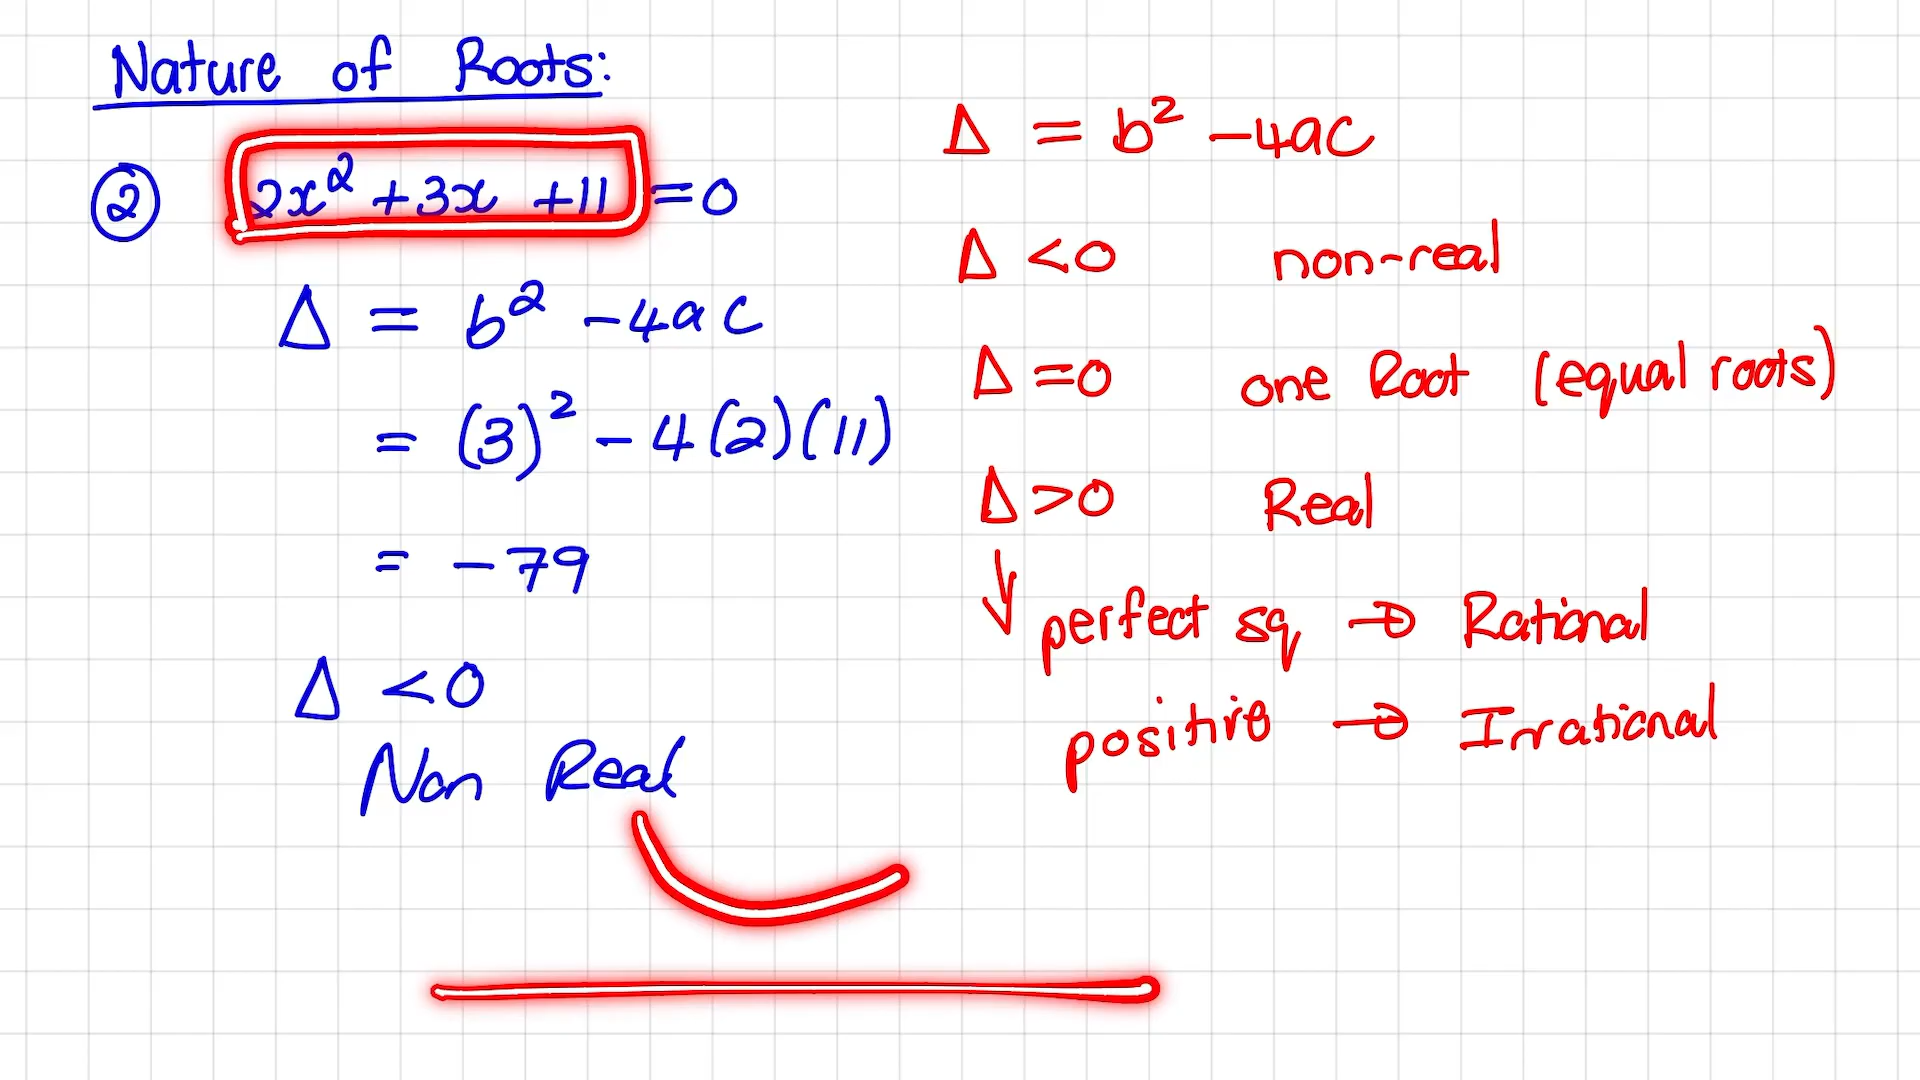 Nature of Roots:
② 2x² +3x +11 =0
Δ = b² -4ac
= (3)² - 4(2)(11)
= -79
Δ <0
Non Real
Δ = b² -4ac
Δ <0 non-real
Δ =0 one Root (equal roots)
Δ >0 Real
↓ perfect sq → Rational
positive → Irrational